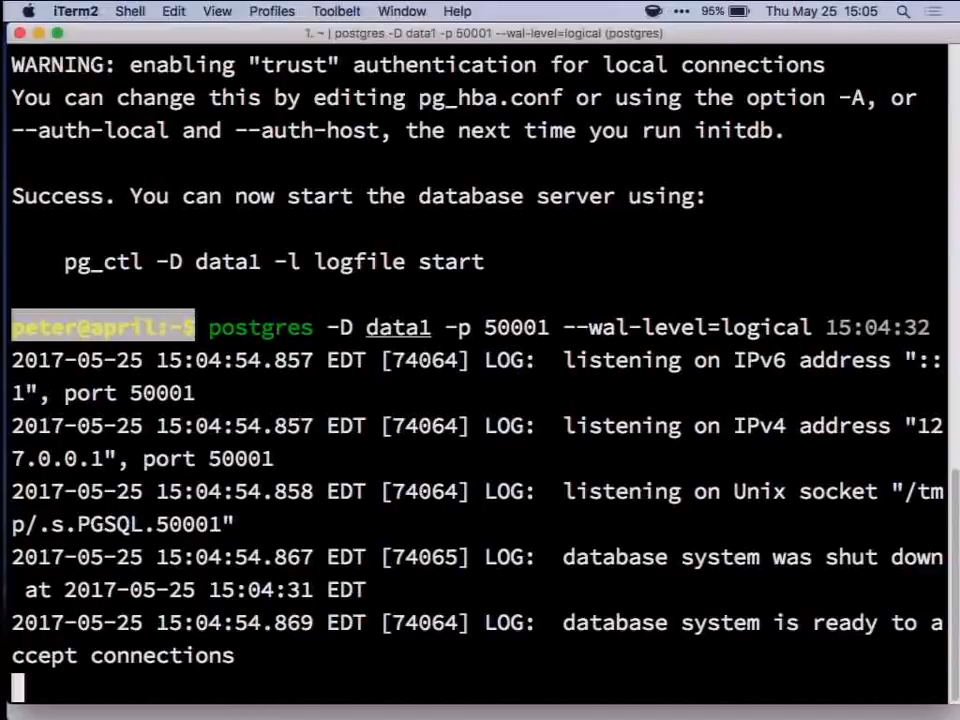 iTerm2 Shell Edit View Profiles Toolbelt Window Help 95% Thu May 25 15:05
1. ~ | postgres -D data1 -p 50001 --wal-level=logical (postgres)
WARNING: enabling "trust" authentication for local connections
You can change this by editing pg_hba.conf or using the option -A, or
--auth-local and --auth-host, the next time you run initdb.
Success. You can now start the database server using:
pg_ctl -D data1 -l logfile start
peter@april:~$ postgres -D data1 -p 50001 --wal-level=logical 15:04:32
2017-05-25 15:04:54.857 EDT [74064] LOG:  listening on IPv6 address "::
1", port 50001
2017-05-25 15:04:54.857 EDT [74064] LOG:  listening on IPv4 address "12
7.0.0.1", port 50001
2017-05-25 15:04:54.858 EDT [74064] LOG:  listening on Unix socket "/tm
p/.s.PGSQL.50001"
2017-05-25 15:04:54.867 EDT [74065] LOG:  database system was shut down
at 2017-05-25 15:04:31 EDT
2017-05-25 15:04:54.869 EDT [74064] LOG:  database system is ready to a
ccept connections